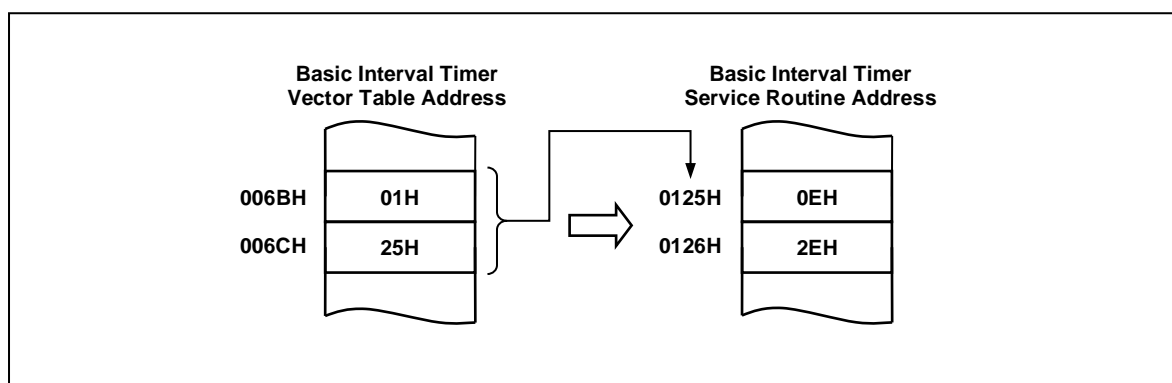 Basic Interval Timer
Vector Table Address
Basic Interval Timer
Service Routine Address
006BH 01H 0125H 0EH
006CH 25H 0126H 2EH